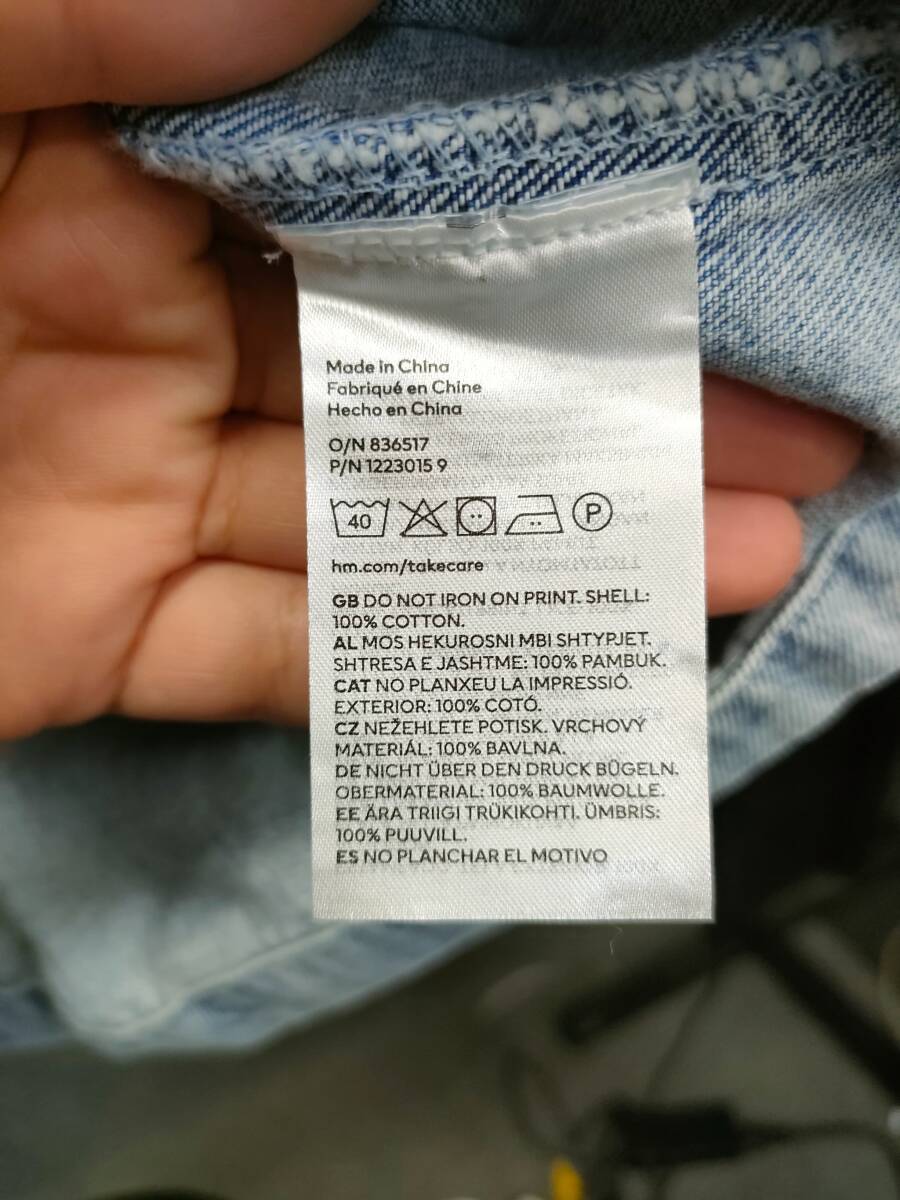 Made in China
Fabriqué en Chine
Hecho en China
O/N 836517
P/N 1223015 9
40
P
hm.com/takecare
GB DO NOT IRON ON PRINT. SHELL:
100% COTTON.
AL MOS HEKUROSNI MBI SHTYPJET.
SHTRESA E JASHTME: 100% PAMBUK.
CAT NO PLANXEU LA IMPRESSIÓ.
EXTERIOR: 100% COTÓ.
CZ NEŽEHLETE POTISK. VRCHOVÝ
MATERIÁL: 100% BAVLNA.
DE NICHT ÜBER DEN DRUCK BÜGELN.
OBERMATERIAL: 100% BAUMWOLLE.
EE ÄRA TRIIGI TRÜKIKOHTI. ÜMBRIS:
100% PUUVILL.
ES NO PLANCHAR EL MOTIVO